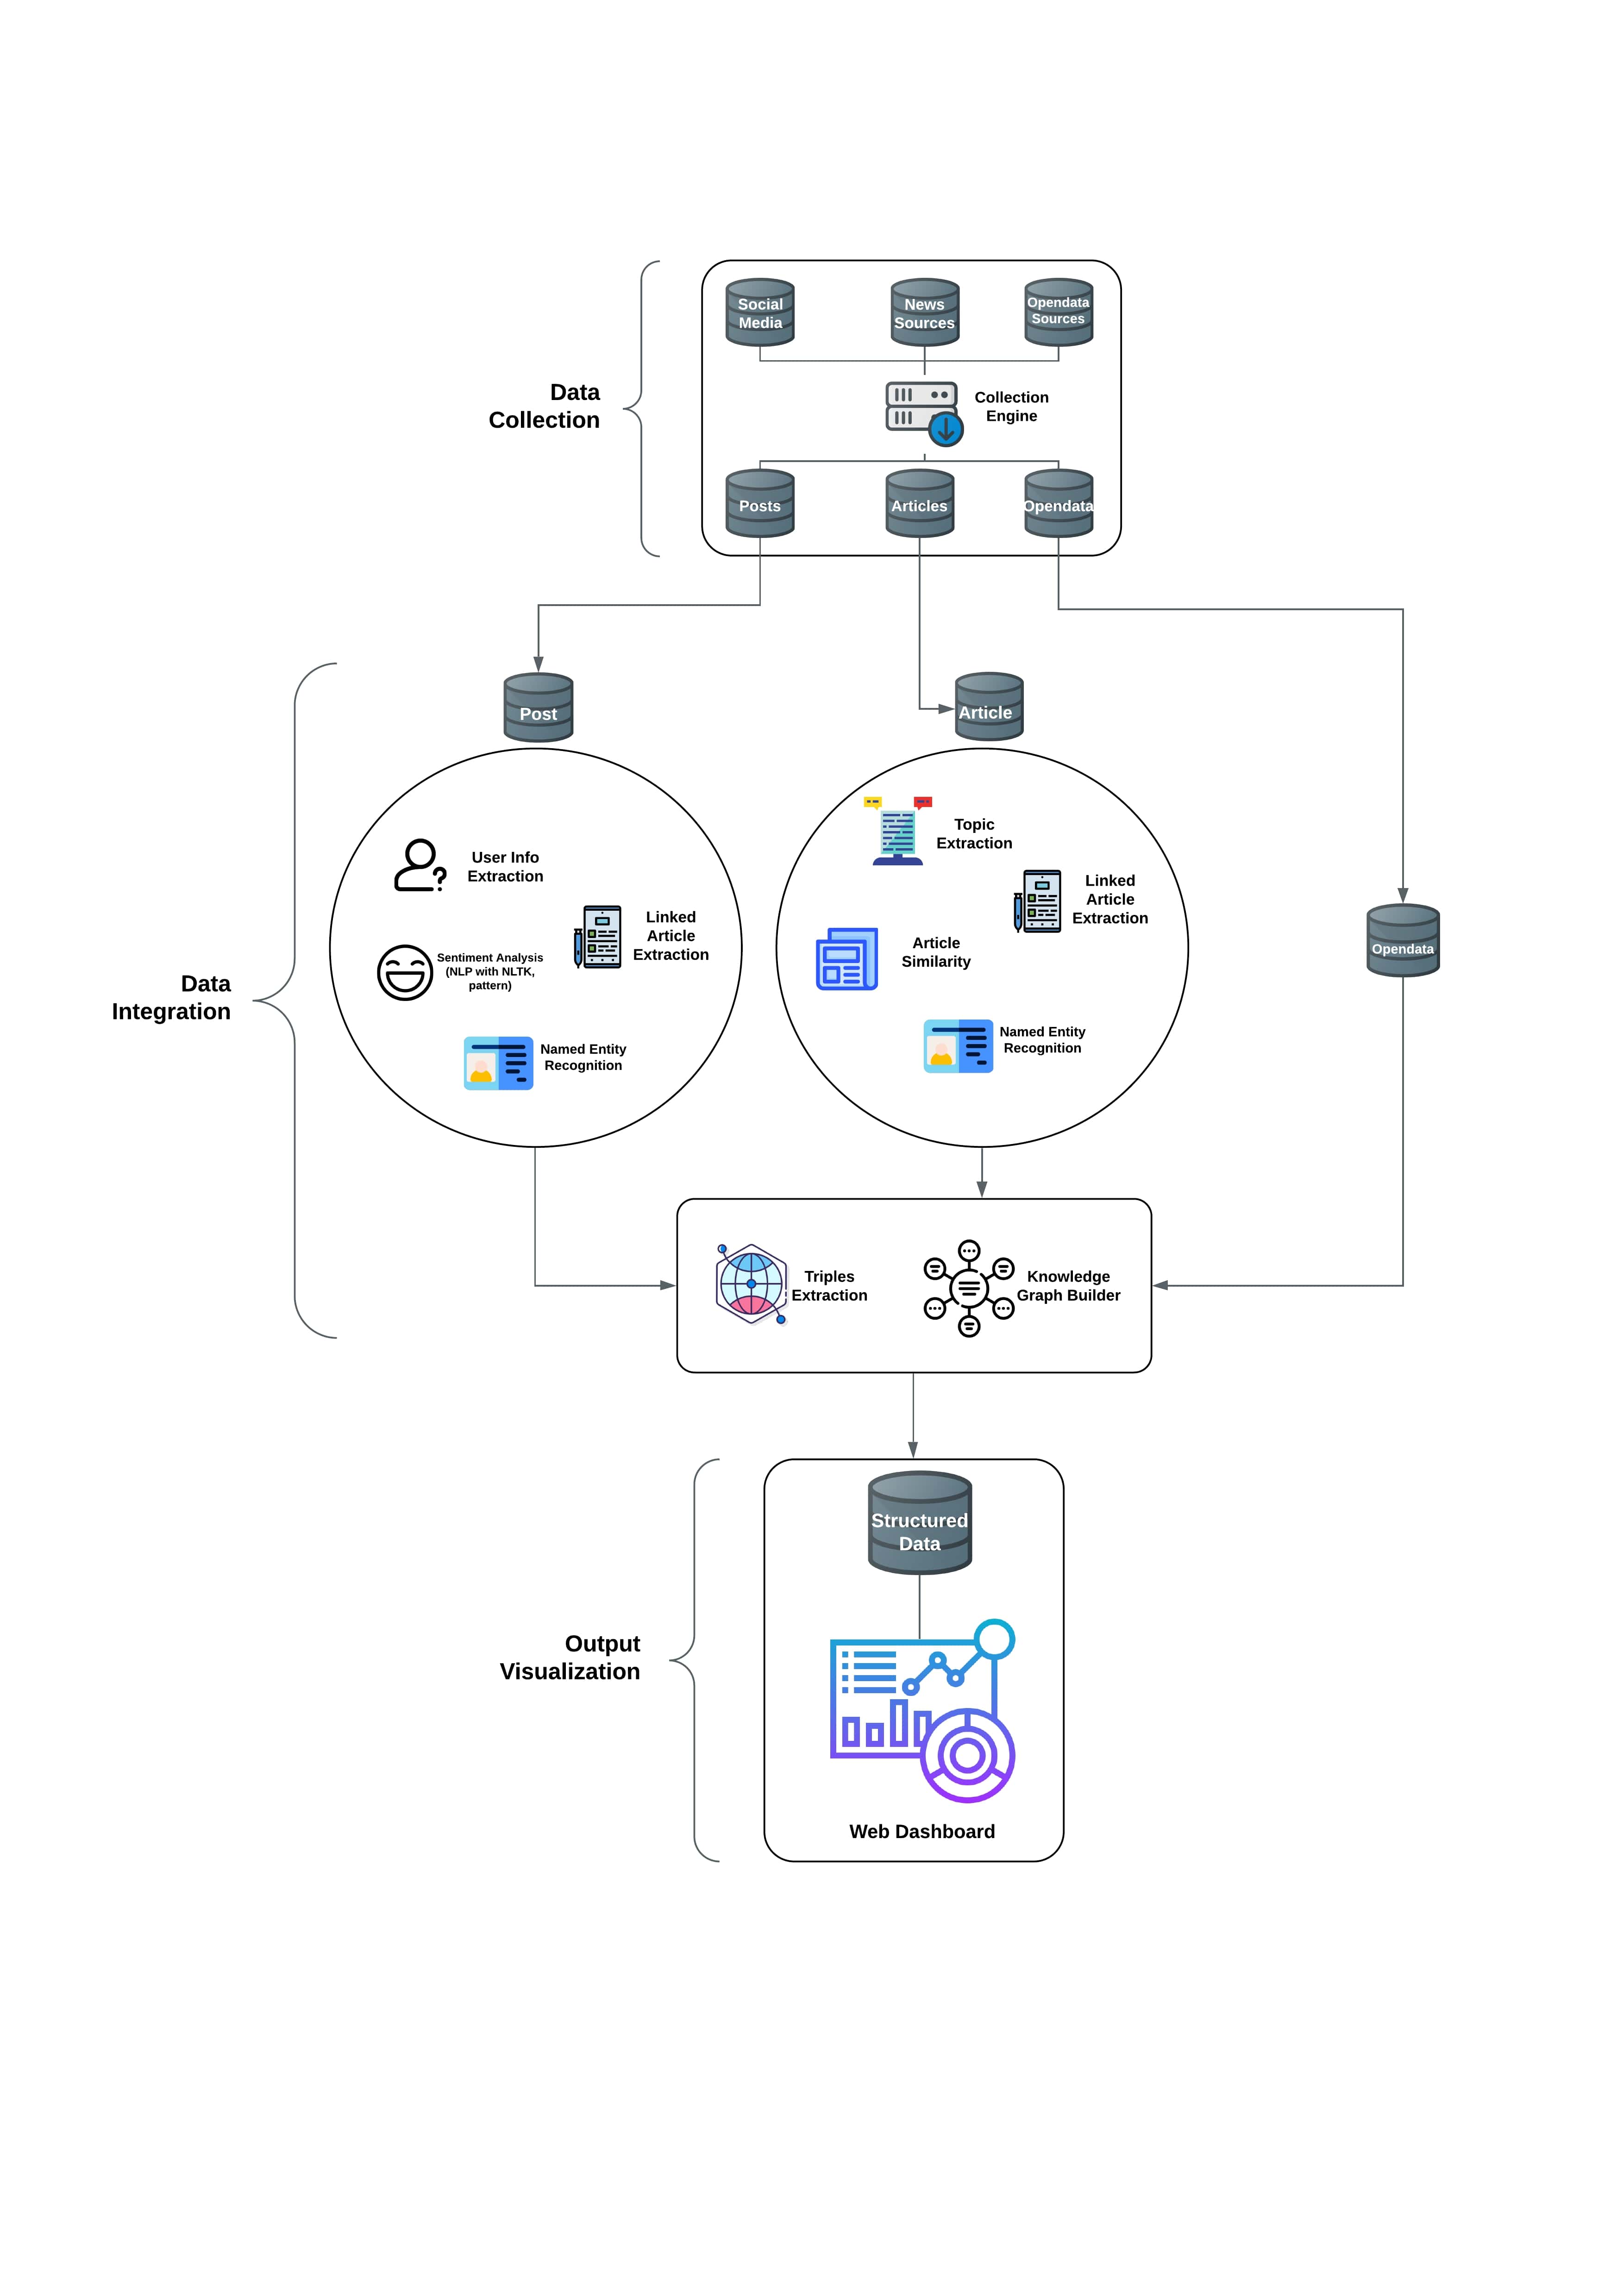 Social
Media
News
Sources
Opendata
Sources
Data
Collection
Collection
Engine
Posts
Articles
Opendata
Post
Article
User Info
Extraction
Linked
Article
Extraction
Sentiment Analysis
(NLP with NLTK,
pattern)
Named Entity
Recognition
Topic
Extraction
Linked
Article
Extraction
Article
Similarity
Named Entity
Recognition
Opendata
Data
Integration
Triples
Extraction
Knowledge
Graph Builder
Structured
Data
Output
Visualization
Web Dashboard